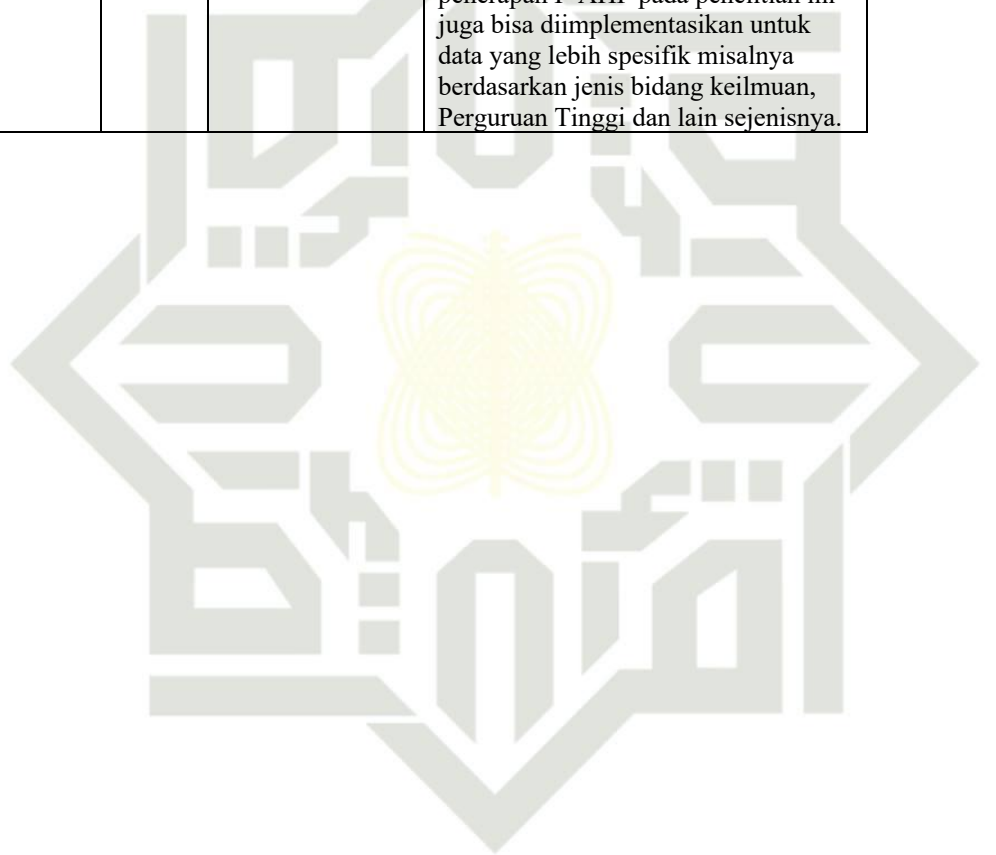 juga bisa diimplementasikan untuk
data yang lebih spesifik misalnya
berdasarkan jenis bidang keilmuan,
Perguruan Tinggi dan lain sejenisnya.